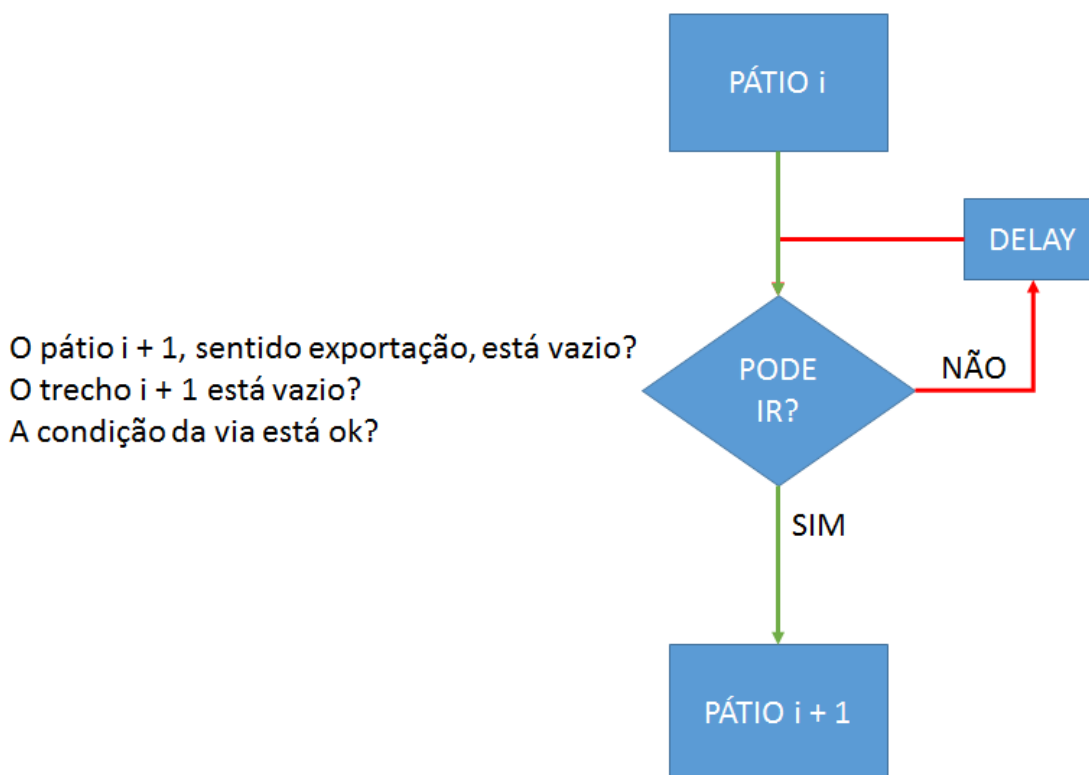 PÁTIO i
DELAY
O pátio i + 1, sentido exportação, está vazio?
O trecho i + 1 está vazio?
A condição da via está ok?
PODE
IR?
NÃO
SIM
PÁTIO i + 1